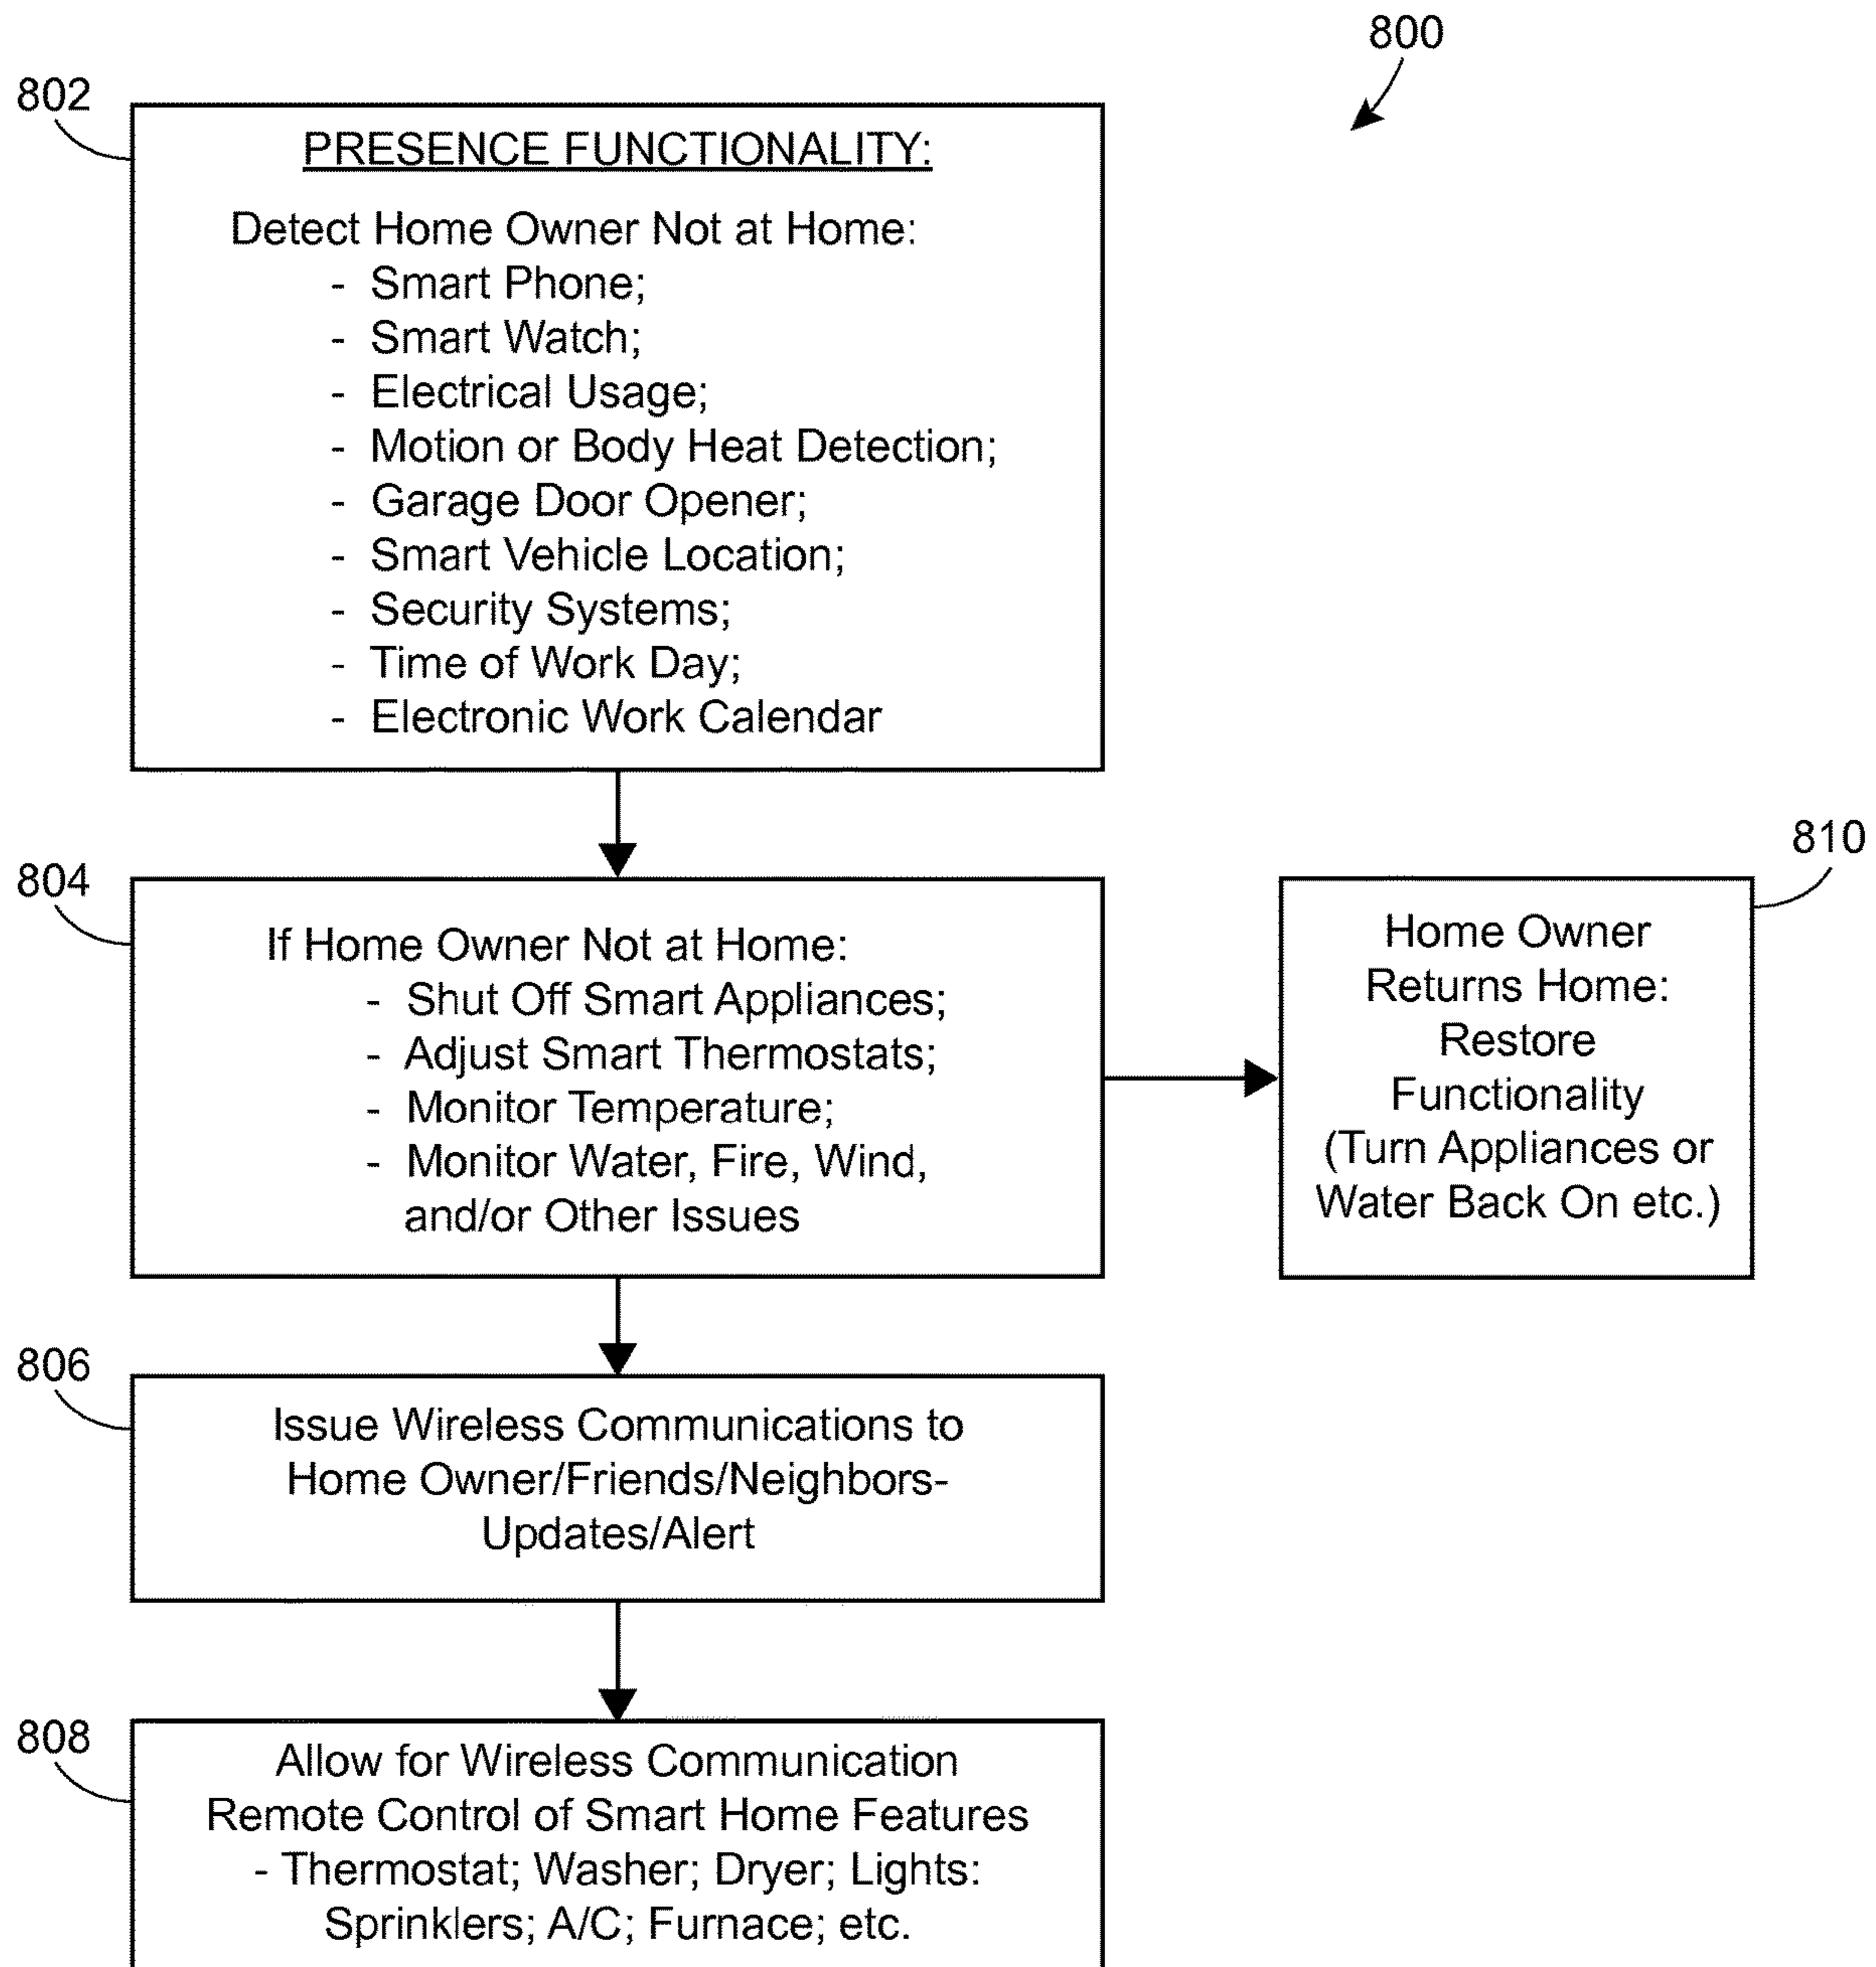 800
802
PRESENCE FUNCTIONALITY:
Detect Home Owner Not at Home:
- Smart Phone;
- Smart Watch;
- Electrical Usage;
- Motion or Body Heat Detection;
- Garage Door Opener;
- Smart Vehicle Location;
- Security Systems;
- Time of Work Day;
- Electronic Work Calendar
804
If Home Owner Not at Home:
- Shut Off Smart Appliances;
- Adjust Smart Thermostats;
- Monitor Temperature;
- Monitor Water, Fire, Wind,
and/or Other Issues
810
Home Owner
Returns Home:
Restore
Functionality
(Turn Appliances or
Water Back On etc.)
806
Issue Wireless Communications to
Home Owner/Friends/Neighbors-
Updates/Alert
808
Allow for Wireless Communication
Remote Control of Smart Home Features
- Thermostat; Washer; Dryer; Lights:
Sprinklers; A/C; Furnace; etc.